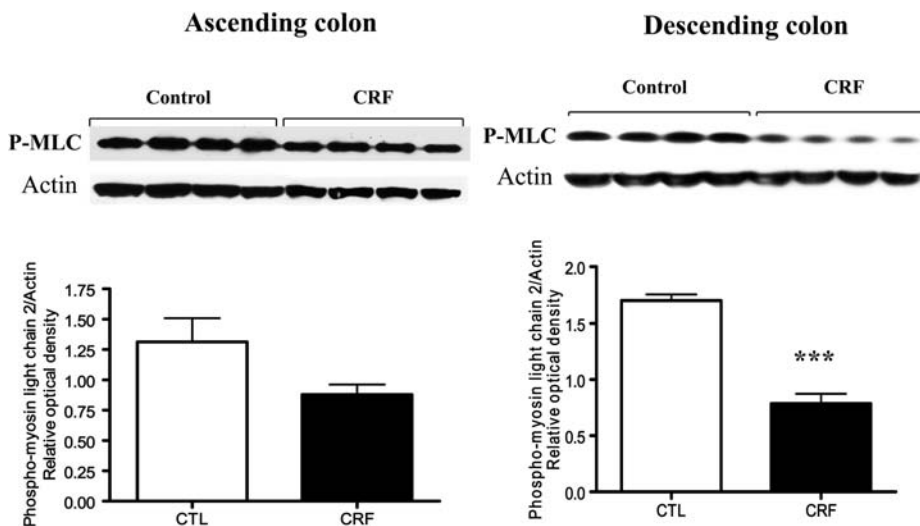 Ascending colon
Control CRF
P-MLC
Actin
Phospho-myosin light chain 2/Actin
Relative optical density
1.75
1.50
1.25
1.00
0.75
0.50
0.25
0.00
CTL CRF
Descending colon
Control CRF
P-MLC
Actin
Phospho-myosin light chain 2/Actin
Relative optical density
2.0
1.5
1.0
0.5
0.0
***
CTL CRF